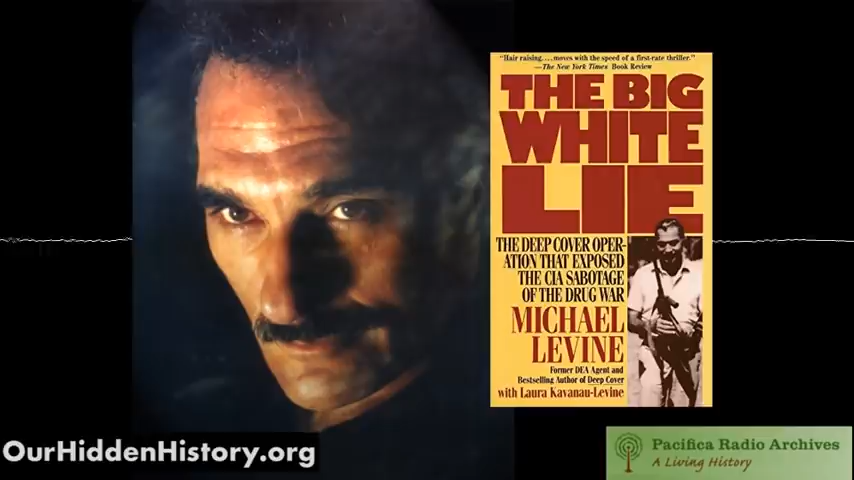 "Hair raising....moves with the speed of a first-rate thriller."
—The New York Times Book Review
THE BIG
WHITE
LIE
THE DEEP COVER OPER-
ATION THAT EXPOSED
THE CIA SABOTAGE
OF THE DRUG WAR
MICHAEL
LEVINE
Former DEA Agent and
Bestselling Author of Deep Cover
with Laura Kavanau-Levine
OurHiddenHistory.org
Pacifica Radio Archives
A Living History